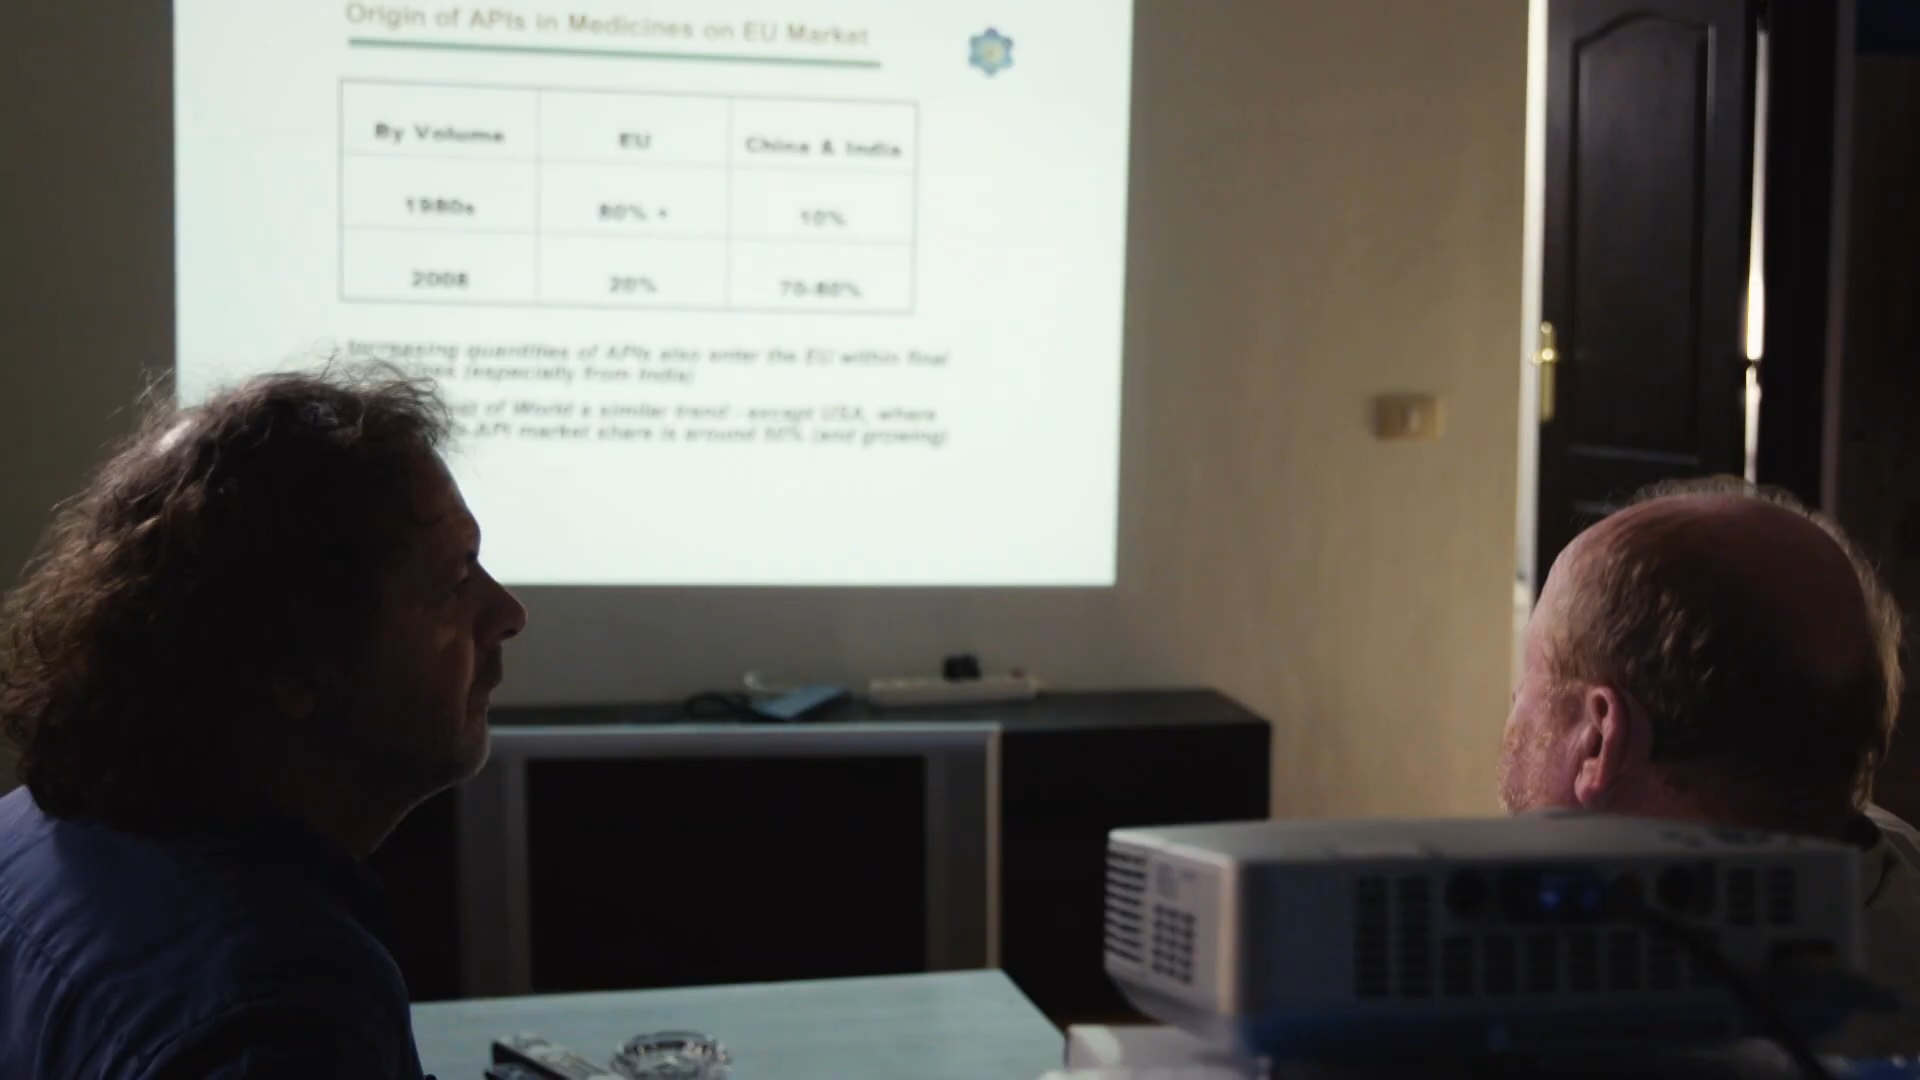 Origin of APIs in Medicines on EU Market
By Volume EU China & India
1980s 80% + 10%
2008 20% 70-80%
Increasing quantities of APIs also enter the EU within final
(especially from India)
of World a similar trend - except USA, where
API market share is around 50% (and growing)